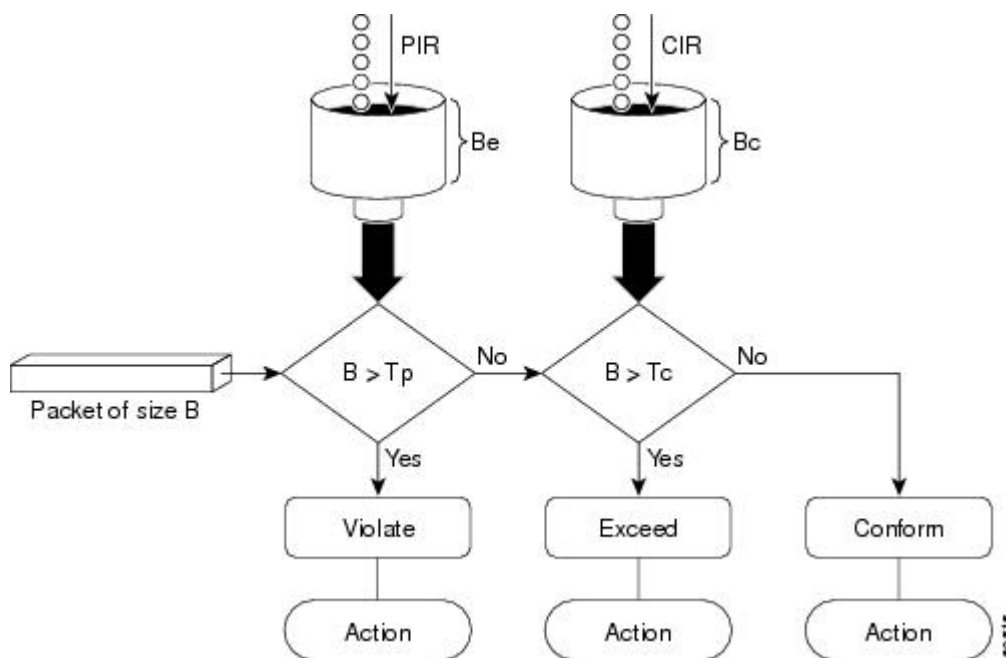 PIR
CIR
Be
Bc
B > Tp
No
B > Tc
No
Packet of size B
Yes
Yes
Violate
Exceed
Conform
Action
Action
Action